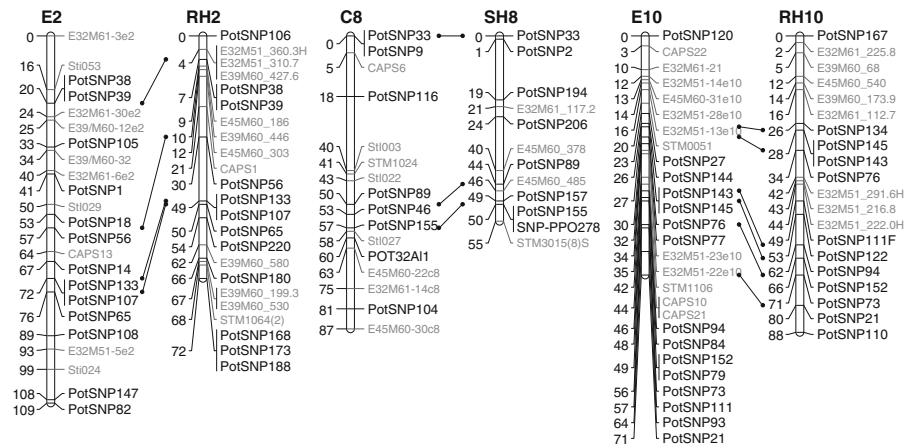 E2
0 E32M61-3e2
16 Sti053
PotSNP38
20 PotSNP39
24 E32M61-30e2
25 E39/M60-12e2
33 PotSNP105
34 E39/M60-32
40 E32M61-6e2
41 PotSNP1
50 Sti029
53 PotSNP18
57 PotSNP56
64 CAPS13
67 PotSNP14
72 PotSNP133
PotSNP107
76 PotSNP65
89 PotSNP108
93 E32M51-5e2
99 Sti024
108 PotSNP147
109 PotSNP82
RH2
0 PotSNP106
E32M51_360.3H
4 E32M51_310.7
E39M60_427.6
7 PotSNP38
PotSNP39
9 E45M60_186
10 E39M60_446
12 E45M60_303
21 CAPS1
30 PotSNP56
49 PotSNP133
PotSNP107
50 PotSNP65
54 PotSNP220
62 E39M60_580
66 PotSNP180
67 E39M60_199.3
E39M60_530
68 STM1064(2)
PotSNP168
72 PotSNP173
PotSNP188
C8
0 PotSNP33
PotSNP9
5 CAPS6
18 PotSNP116
40 Stl003
41 STM1024
43 Stl022
50 PotSNP89
53 PotSNP46
57 PotSNP155
58 Stl027
60 POT32AI1
63 E45M60-22c8
75 E32M61-14c8
81 PotSNP104
87 E45M60-30c8
SH8
0 PotSNP33
1 PotSNP2
19 PotSNP194
21 E32M61_117.2
24 PotSNP206
40 E45M60_378
44 PotSNP89
46 E45M60_485
49 PotSNP157
50 PotSNP155
SNP-PPO278
55 STM3015(8)S
E10
0 PotSNP120
3 CAPS22
10 E32M61-21
12 E32M51-14e10
13 E45M60-31e10
14 E32M51-28e10
16 E32M51-13e10
20 STM0051
23 PotSNP27
26 PotSNP144
27 PotSNP143
PotSNP145
30 PotSNP76
32 PotSNP77
34 E32M51-23e10
35 E32M51-22e10
42 STM1106
44 CAPS10
CAPS21
46 PotSNP94
48 PotSNP84
49 PotSNP152
PotSNP79
56 PotSNP73
57 PotSNP111
64 PotSNP93
71 PotSNP21
RH10
0 PotSNP167
2 E32M61_225.8
5 E39M60_68
12 E45M60_540
14 E39M60_173.9
16 E32M61_112.7
26 PotSNP134
28 PotSNP145
PotSNP143
34 PotSNP76
42 E32M51_291.6H
43 E32M51_216.8
44 E32M51_222.0H
49 PotSNP111F
53 PotSNP122
62 PotSNP94
66 PotSNP152
71 PotSNP73
80 PotSNP21
88 PotSNP110